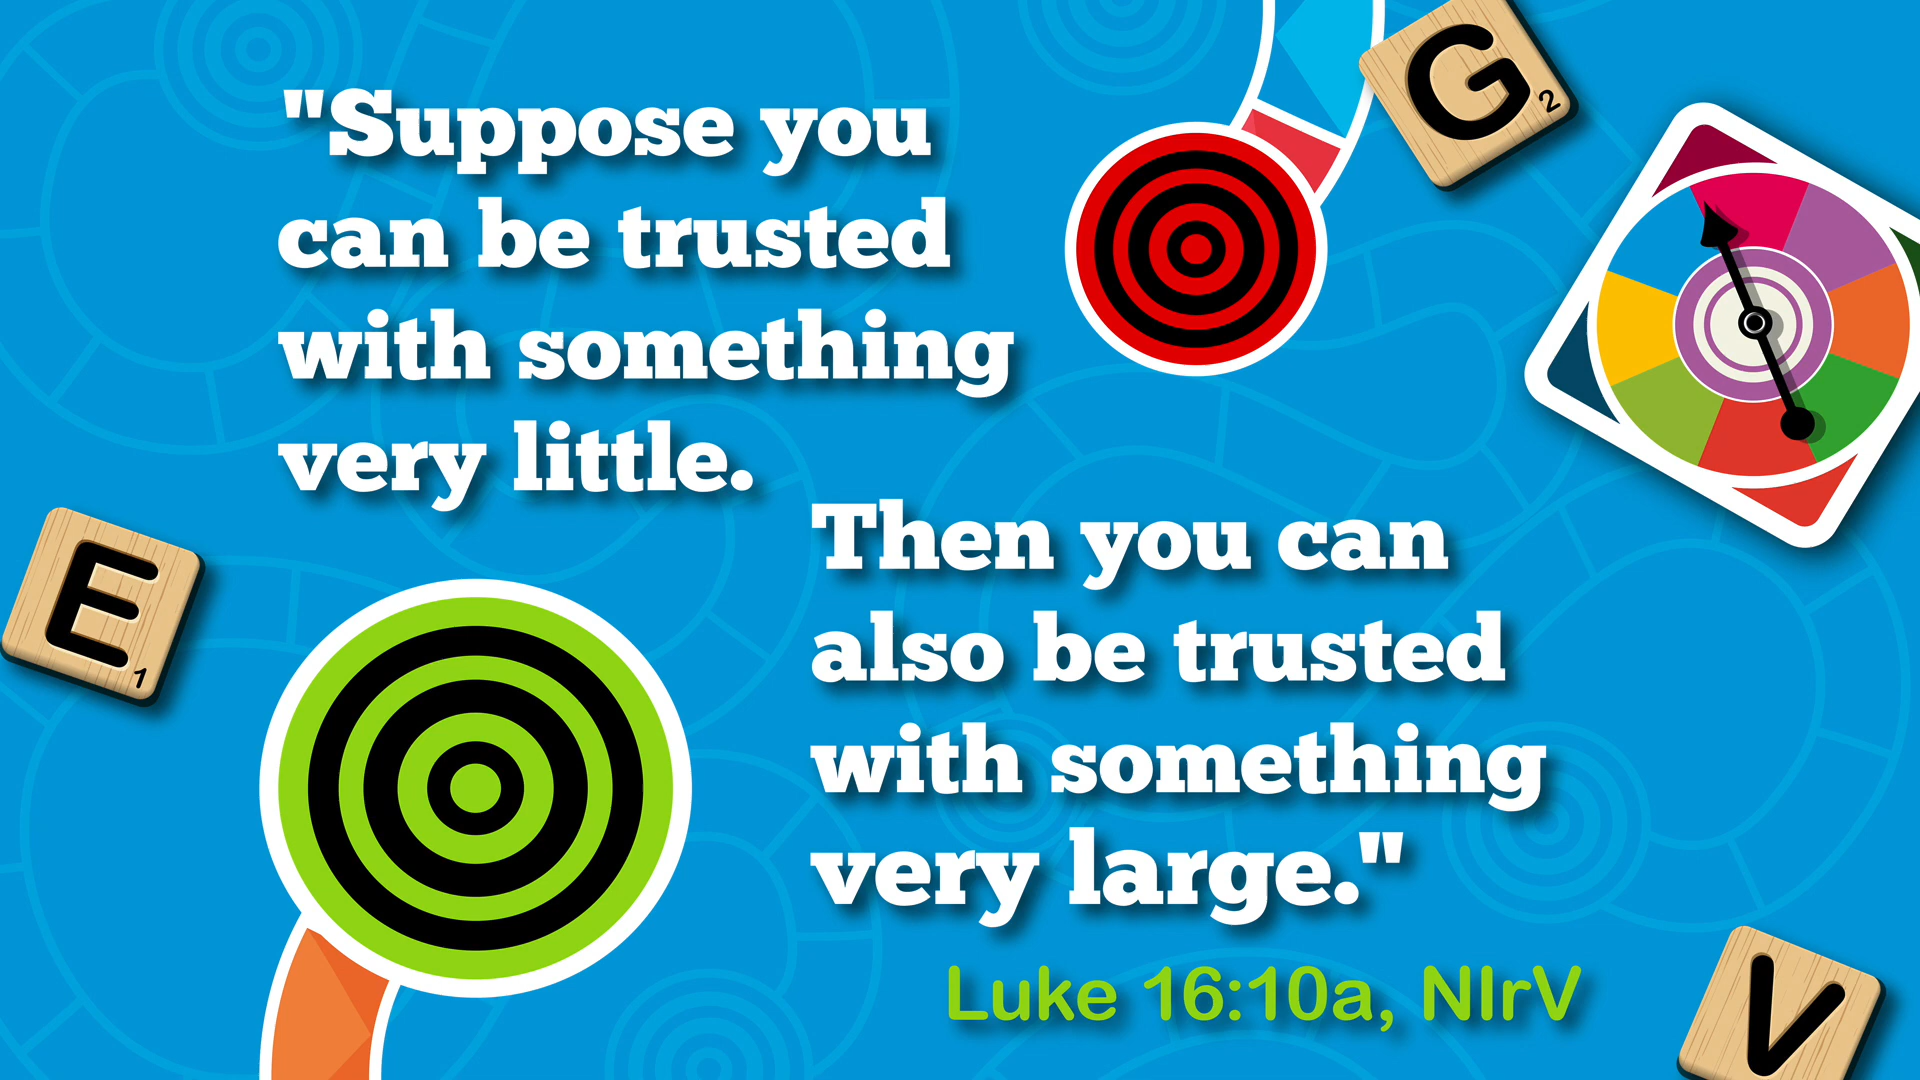 "Suppose you
can be trusted
with something
very little.
Then you can
also be trusted
with something
very large."
Luke 16:10a, NIrV
G 2
E 1
V